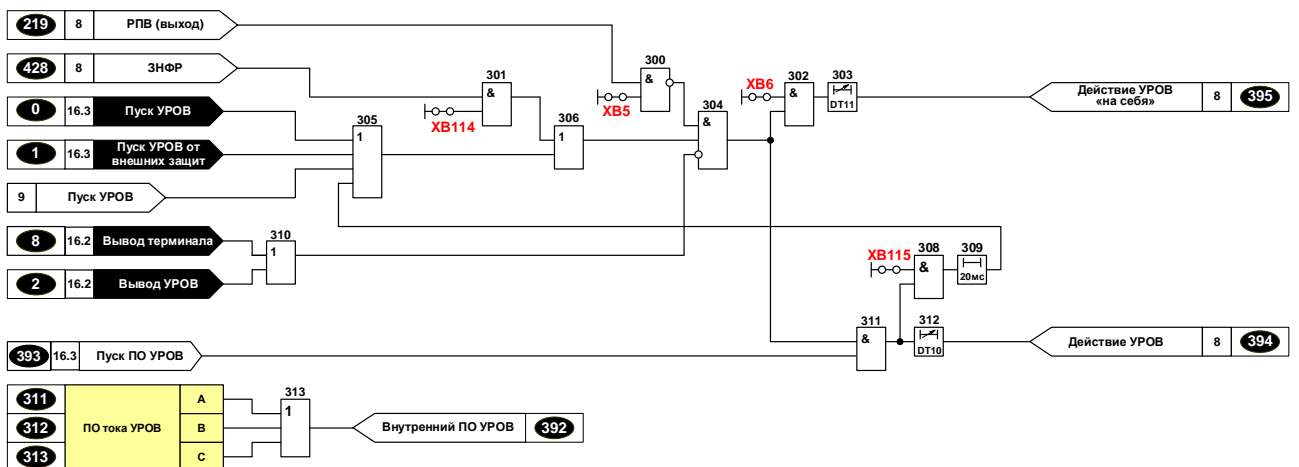 219 8 РПВ (выход)
428 8 ЗНФР
0 16.3 Пуск УРОВ
1 16.3 Пуск УРОВ от
внешних защит
9 Пуск УРОВ
8 16.2 Вывод терминала
2 16.2 Вывод УРОВ
393 16.3 Пуск ПО УРОВ
311
312
313
ПО тока УРОВ
A
B
C
305
1
310
1
313
1
301
&
XB114
306
1
300
&
XB5
304
&
XB6
302
&
303
DT11
XB115
308
&
309
20мс
311
&
312
DT10
Действие УРОВ
«на себя»
8 395
Действие УРОВ 8 394
Внутренний ПО УРОВ 392